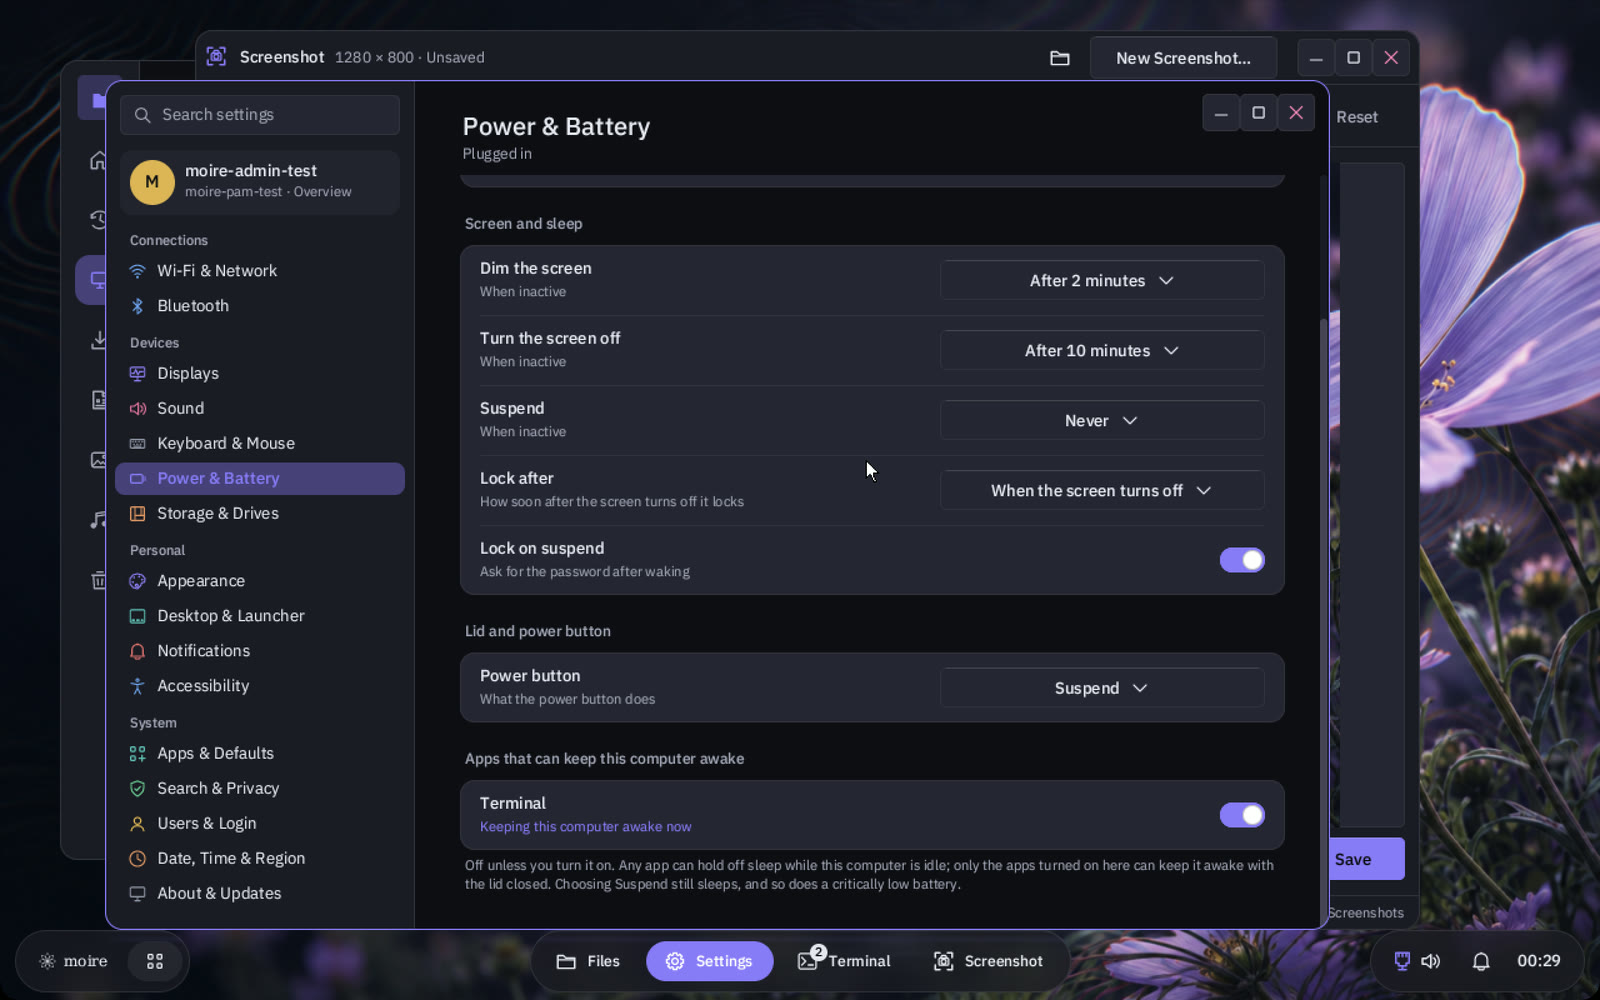 Screenshot 1280 × 800 · Unsaved
New Screenshot...
Reset
Search settings
M
moire-admin-test
moire-pam-test · Overview
Connections
Wi-Fi & Network
Bluetooth
Devices
Displays
Sound
Keyboard & Mouse
Power & Battery
Storage & Drives
Personal
Appearance
Desktop & Launcher
Notifications
Accessibility
System
Apps & Defaults
Search & Privacy
Users & Login
Date, Time & Region
About & Updates
Power & Battery
Plugged in
Screen and sleep
Dim the screen
When inactive
After 2 minutes
Turn the screen off
When inactive
After 10 minutes
Suspend
When inactive
Never
Lock after
How soon after the screen turns off it locks
When the screen turns off
Lock on suspend
Ask for the password after waking
Lid and power button
Power button
What the power button does
Suspend
Apps that can keep this computer awake
Terminal
Keeping this computer awake now
Off unless you turn it on. Any app can hold off sleep while this computer is idle; only the apps turned on here can keep it awake with
the lid closed. Choosing Suspend still sleeps, and so does a critically low battery.
Save
Screenshots
moire
Files
Settings
2
Terminal
Screenshot
00:29